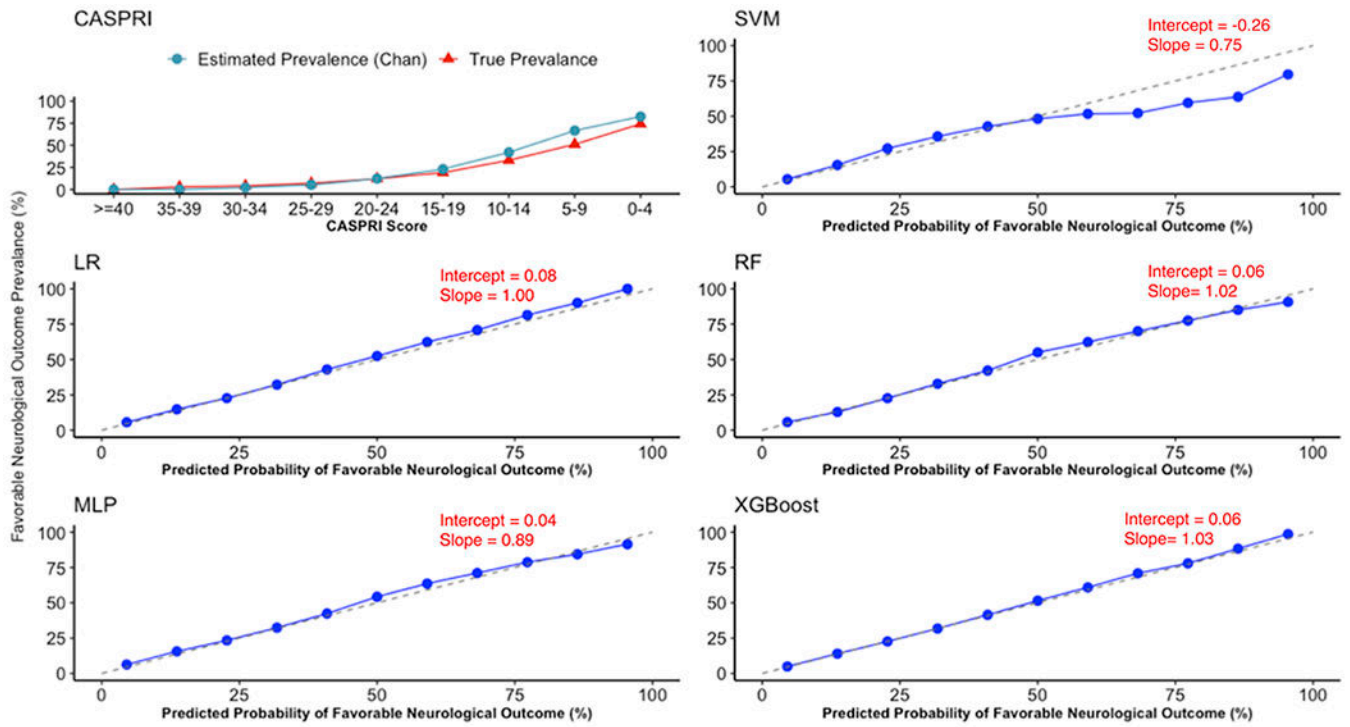 CASPRI
Estimated Prevalence (Chan) True Prevalance
100
75
50
25
0
>=40 35-39 30-34 25-29 20-24 15-19 10-14 5-9 0-4
CASPRI Score
SVM
Intercept = -0.26
Slope = 0.75
100
75
50
25
0
0 25 50 75 100
Predicted Probability of Favorable Neurological Outcome (%)
Favorable Neurological Outcome Prevalance (%)
LR
Intercept = 0.08
Slope = 1.00
100
75
50
25
0
0 25 50 75 100
Predicted Probability of Favorable Neurological Outcome (%)
RF
Intercept = 0.06
Slope= 1.02
100
75
50
25
0
0 25 50 75 100
Predicted Probability of Favorable Neurological Outcome (%)
MLP
Intercept = 0.04
Slope = 0.89
100
75
50
25
0
0 25 50 75 100
Predicted Probability of Favorable Neurological Outcome (%)
XGBoost
Intercept = 0.06
Slope= 1.03
100
75
50
25
0
0 25 50 75 100
Predicted Probability of Favorable Neurological Outcome (%)